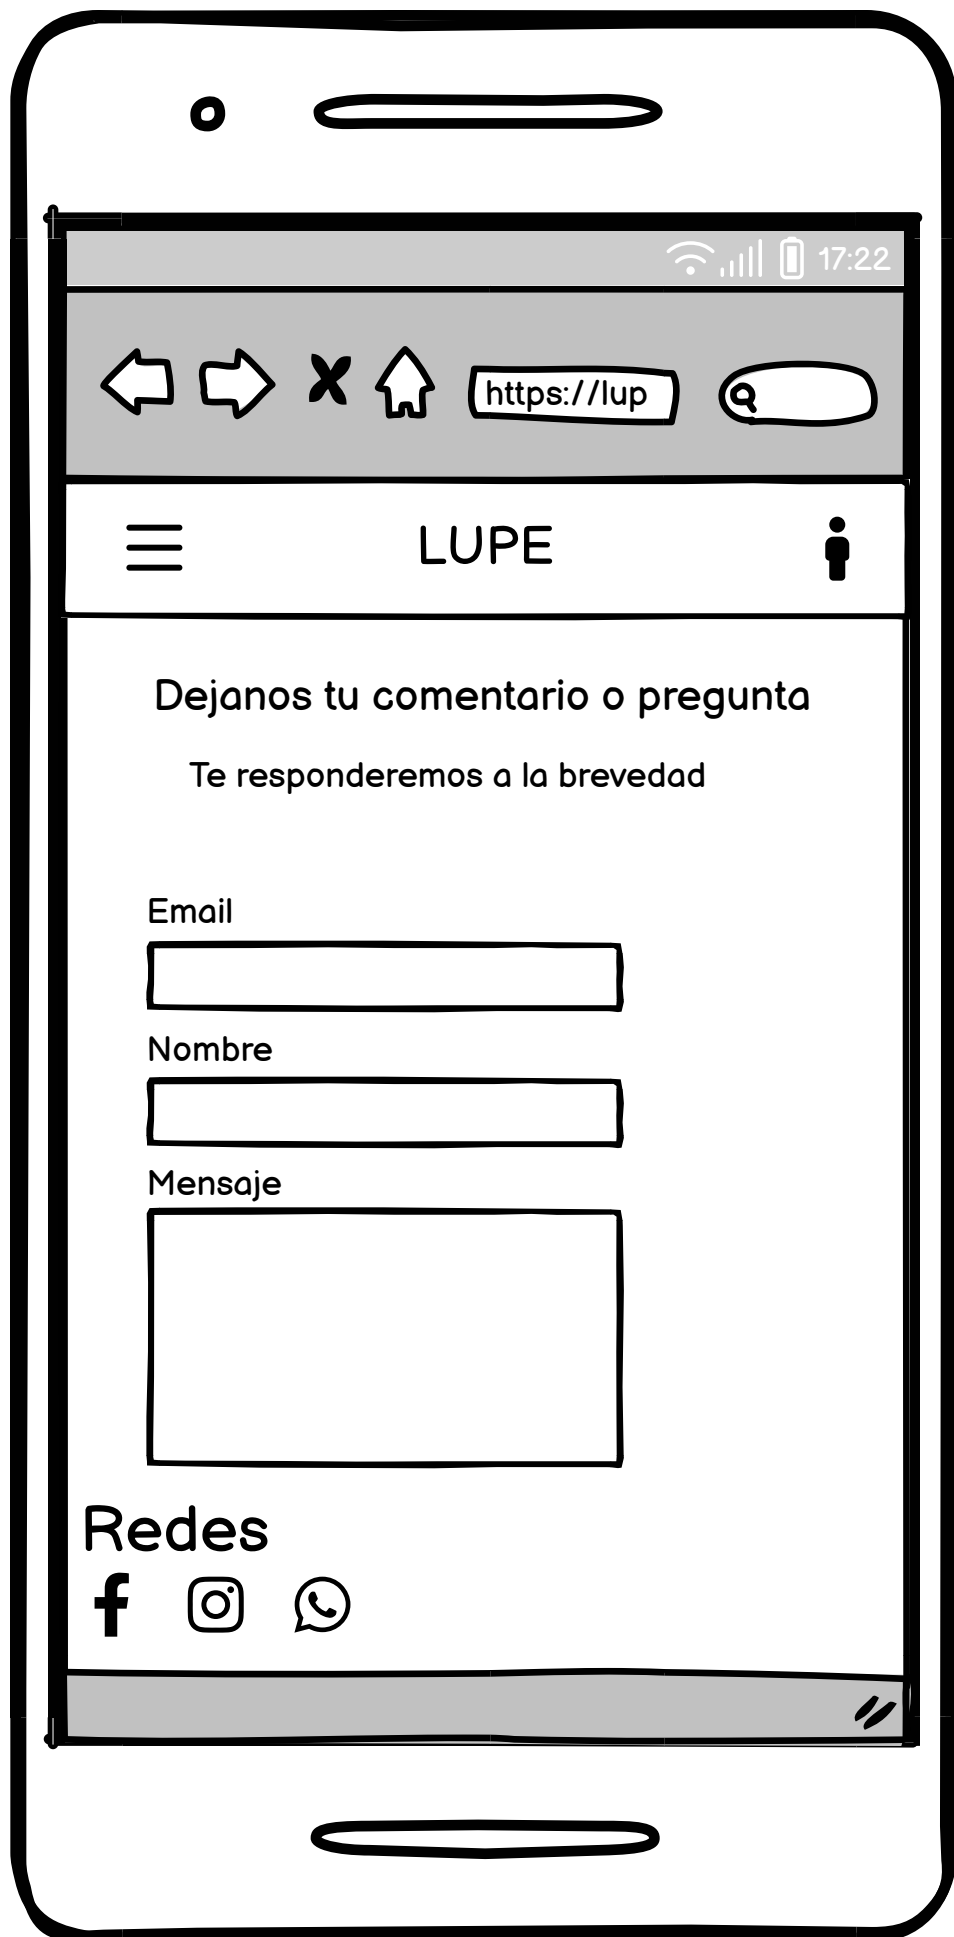 17:22
https://lup
LUPE
Dejanos tu comentario o pregunta
Te responderemos a la brevedad
Email
Nombre
Mensaje
Redes